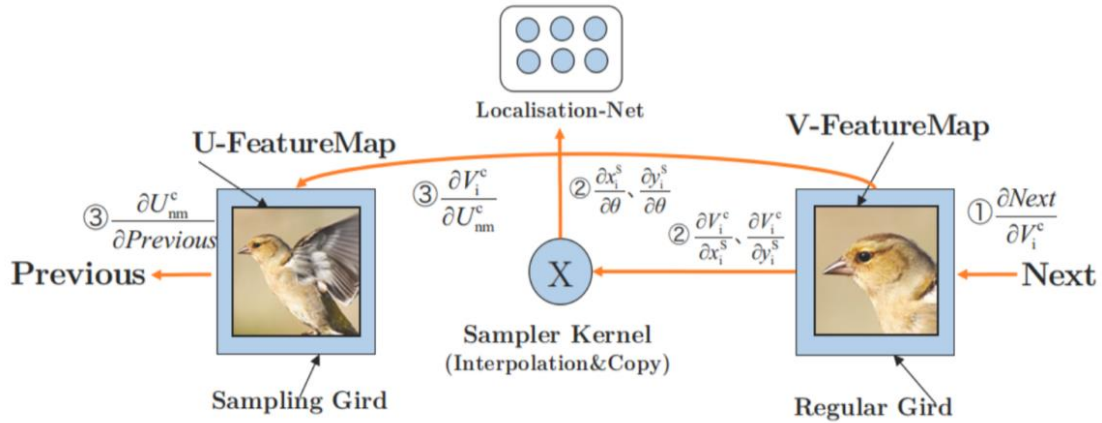 Localisation-Net
U-FeatureMap
V-FeatureMap
③ ∂U^c_nm / ∂Previous
③ ∂V^c_i / ∂U^c_nm
② ∂x^s_i / ∂θ、∂y^s_i / ∂θ
② ∂V^c_i / ∂x^s_i、∂V^c_i / ∂y^s_i
① ∂Next / ∂V^c_i
Previous
X
Next
Sampler Kernel
(Interpolation&Copy)
Sampling Gird
Regular Gird